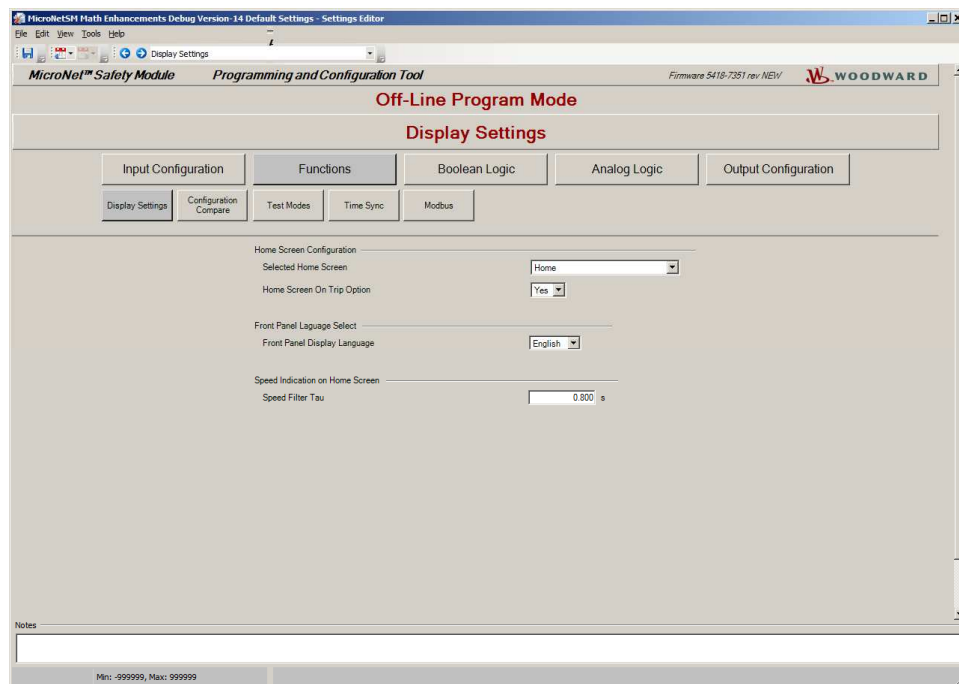 MicroNetSM Math Enhancements Debug Version-14 Default Settings - Settings Editor
File Edit View Tools Help
Display Settings
MicroNet™ Safety Module Programming and Configuration Tool Firmware 5418-7351 rev NEW WOODWARD
Off-Line Program Mode
Display Settings
Input Configuration Functions Boolean Logic Analog Logic Output Configuration
Display Settings Configuration Compare Test Modes Time Sync Modbus
Home Screen Configuration
Selected Home Screen Home
Home Screen On Trip Option Yes
Front Panel Laguage Select
Front Panel Display Language English
Speed Indication on Home Screen
Speed Filter Tau 0.800 s
Notes
Min: -999999, Max: 999999